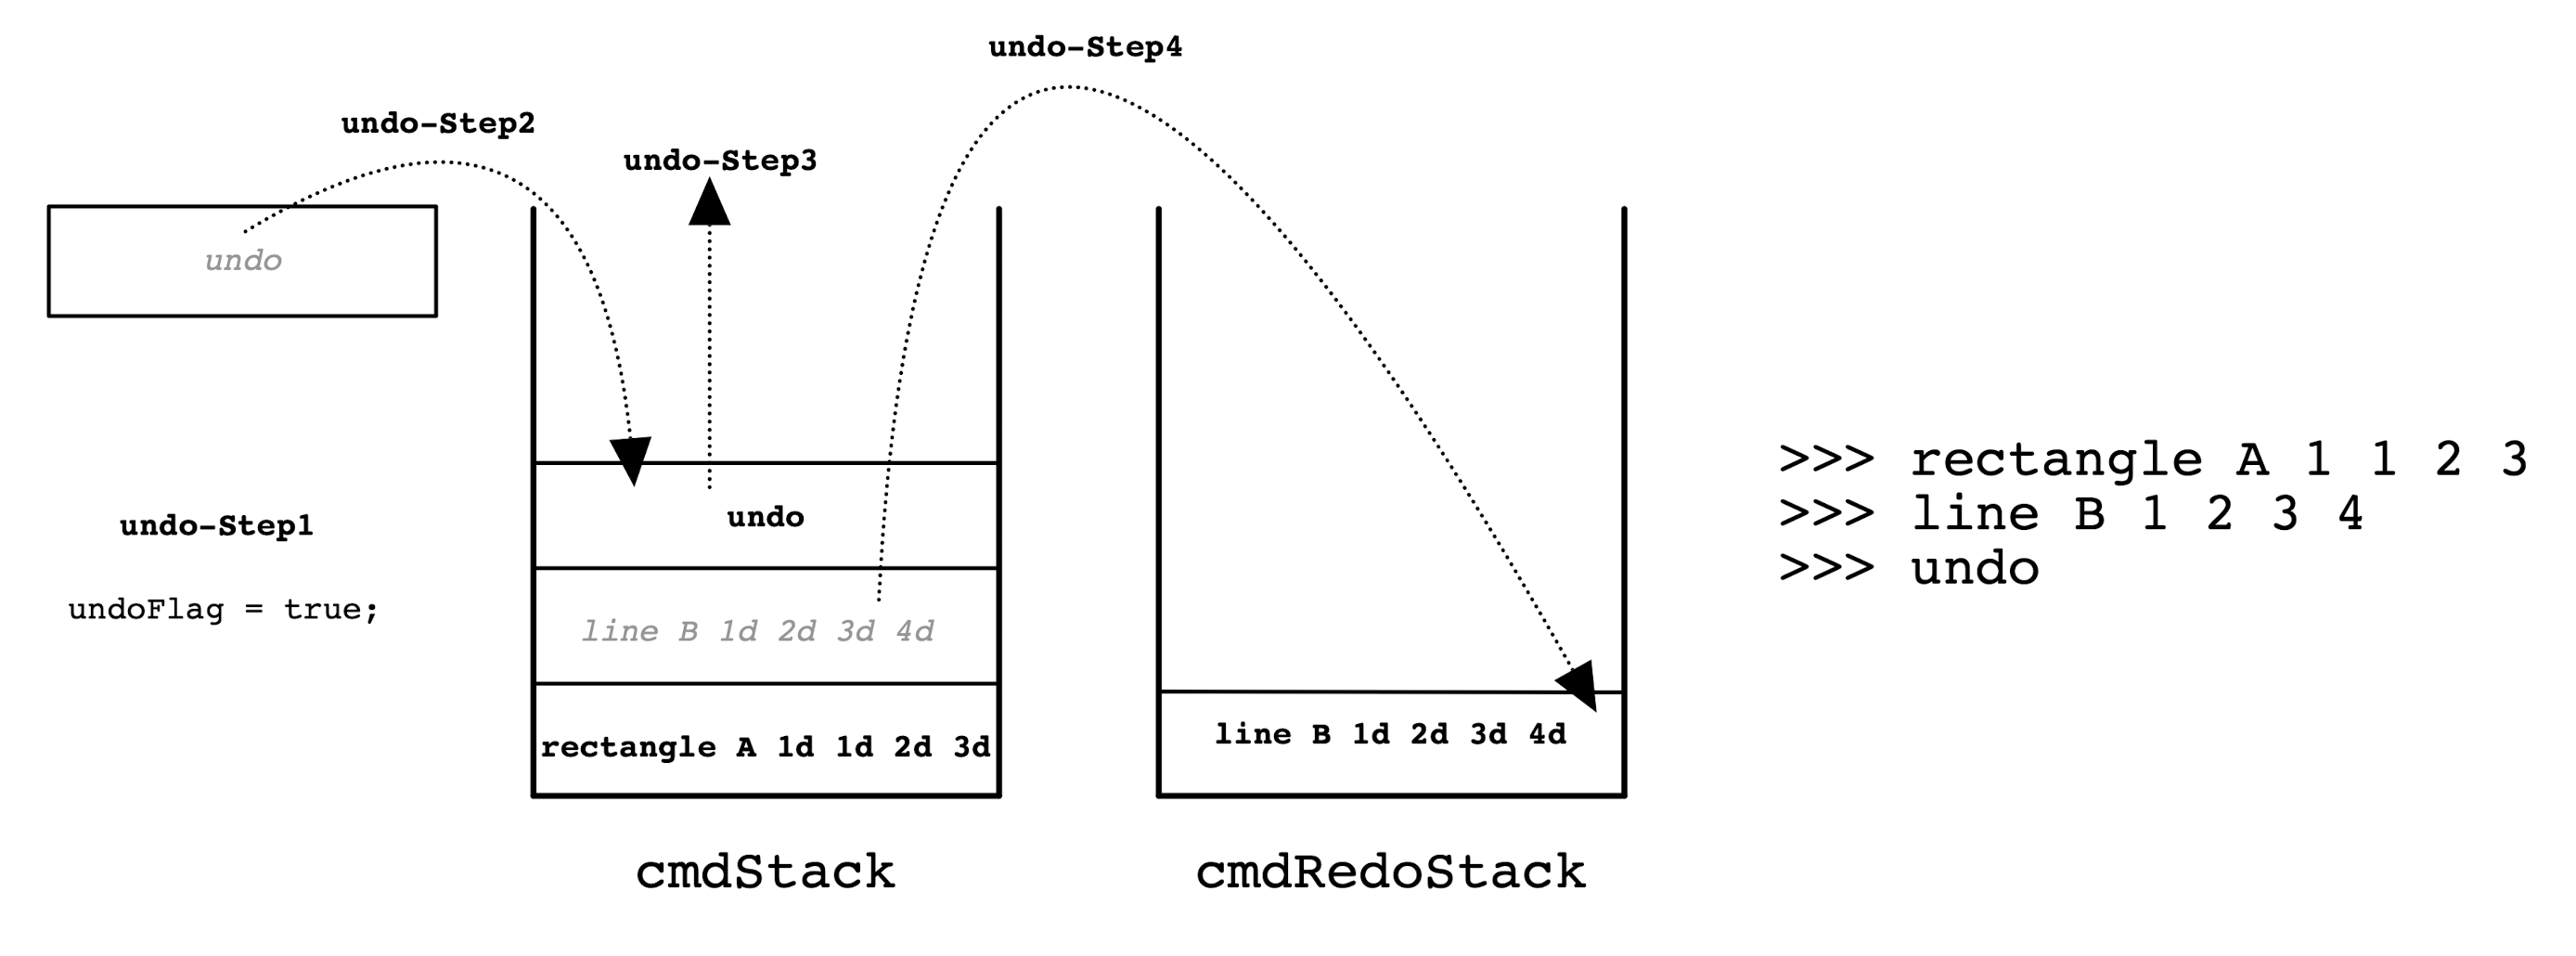 undo-Step4
undo-Step2
undo-Step3
undo
undo-Step1
undoFlag = true;
undo
line B 1d 2d 3d 4d
rectangle A 1d 1d 2d 3d
cmdStack
line B 1d 2d 3d 4d
cmdRedoStack
>>> rectangle A 1 1 2 3
>>> line B 1 2 3 4
>>> undo